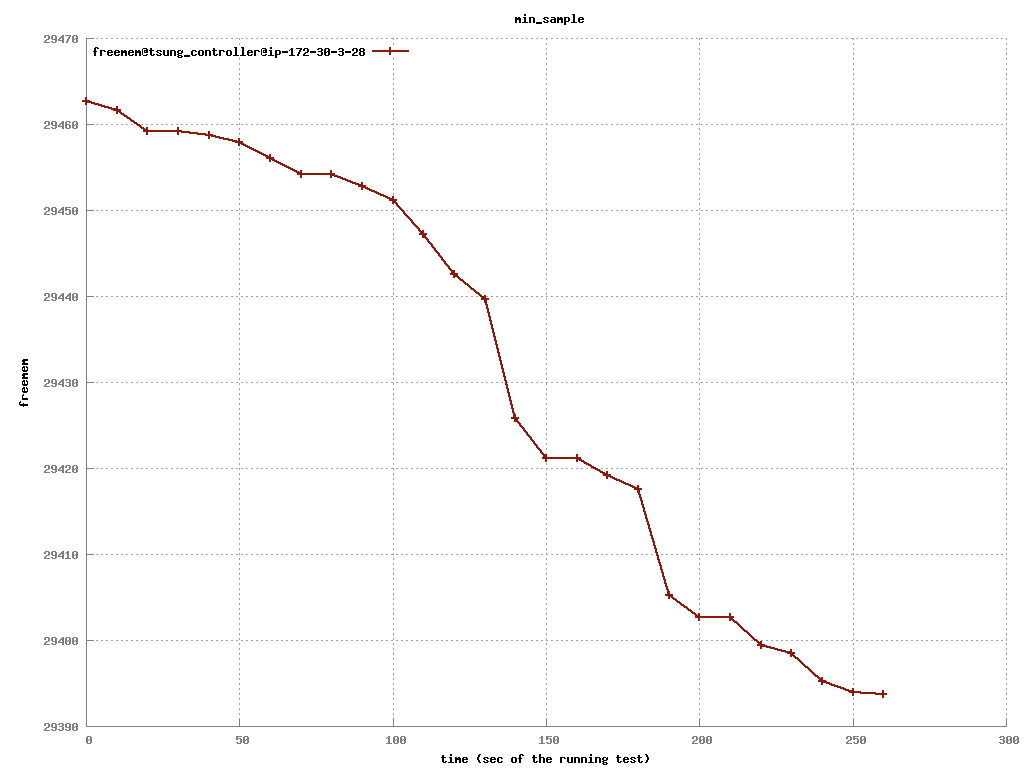 min_sample
29470
freemem@tsung_controller@ip-172-30-3-28
29460
29450
29440
freemem
29430
29420
29410
29400
29390
0 50 100 150 200 250 300
time (sec of the running test)